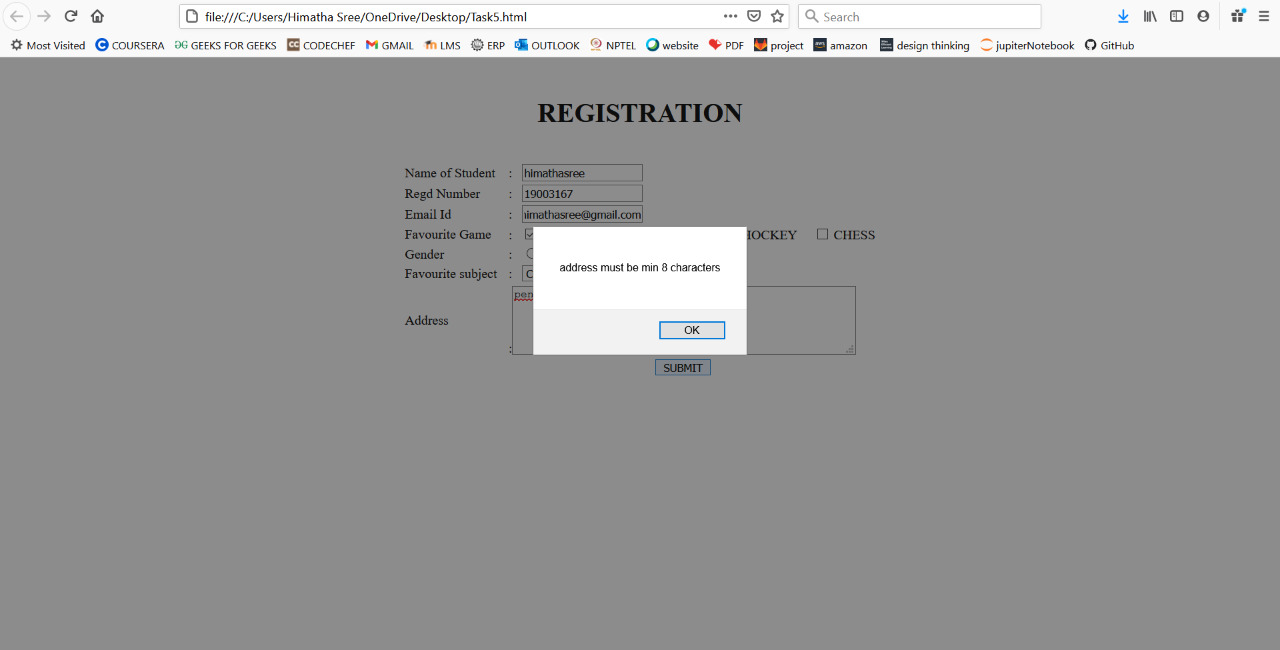 file:///C:/Users/Himatha Sree/OneDrive/Desktop/Task5.html
Search
Most Visited COURSERA GEEKS FOR GEEKS CODECHEF GMAIL LMS ERP OUTLOOK NPTEL website PDF project amazon design thinking jupiterNotebook GitHub
REGISTRATION
Name of Student : himathasree
Regd Number : 19003167
Email Id : imathasree@gmail.com
Favourite Game : HOCKEY CHESS
Gender :
Favourite subject :
Address :
address must be min 8 characters
OK
SUBMIT